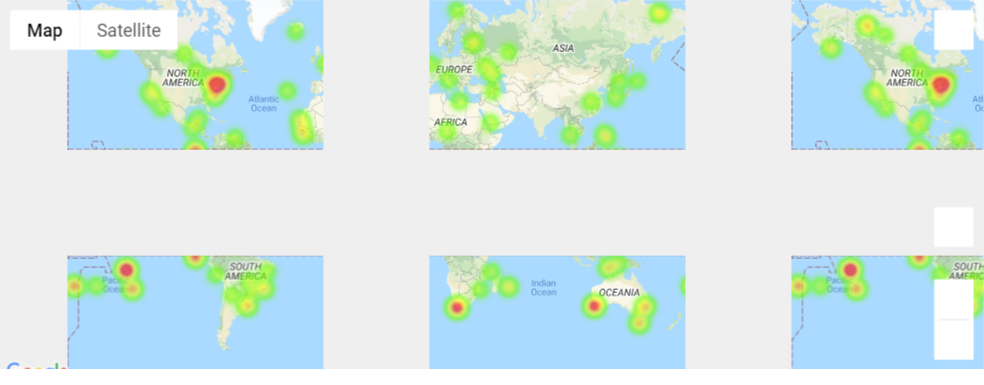 Map Satellite
NORTH
AMERICA
Atlantic
Ocean
ASIA
EUROPE
AFRICA
NORTH
AMERICA
SOUTH
AMERICA
Pacific
Ocean
Indian
Ocean
OCEANIA
Pacific
Ocean
SOUTH
Google